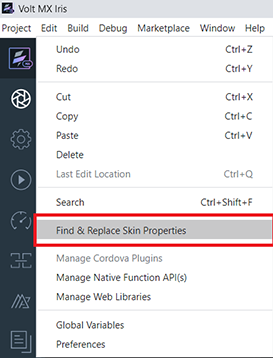 Volt MX Iris
Project Edit Build Debug Marketplace Window Help
Undo Ctrl+Z
Redo Ctrl+Y
Cut Ctrl+X
Copy Ctrl+C
Paste Ctrl+V
Delete
Last Edit Location Ctrl+Q
Search Ctrl+Shift+F
Find & Replace Skin Properties
Manage Cordova Plugins
Manage Native Function API(s)
Manage Web Libraries
Global Variables
Preferences